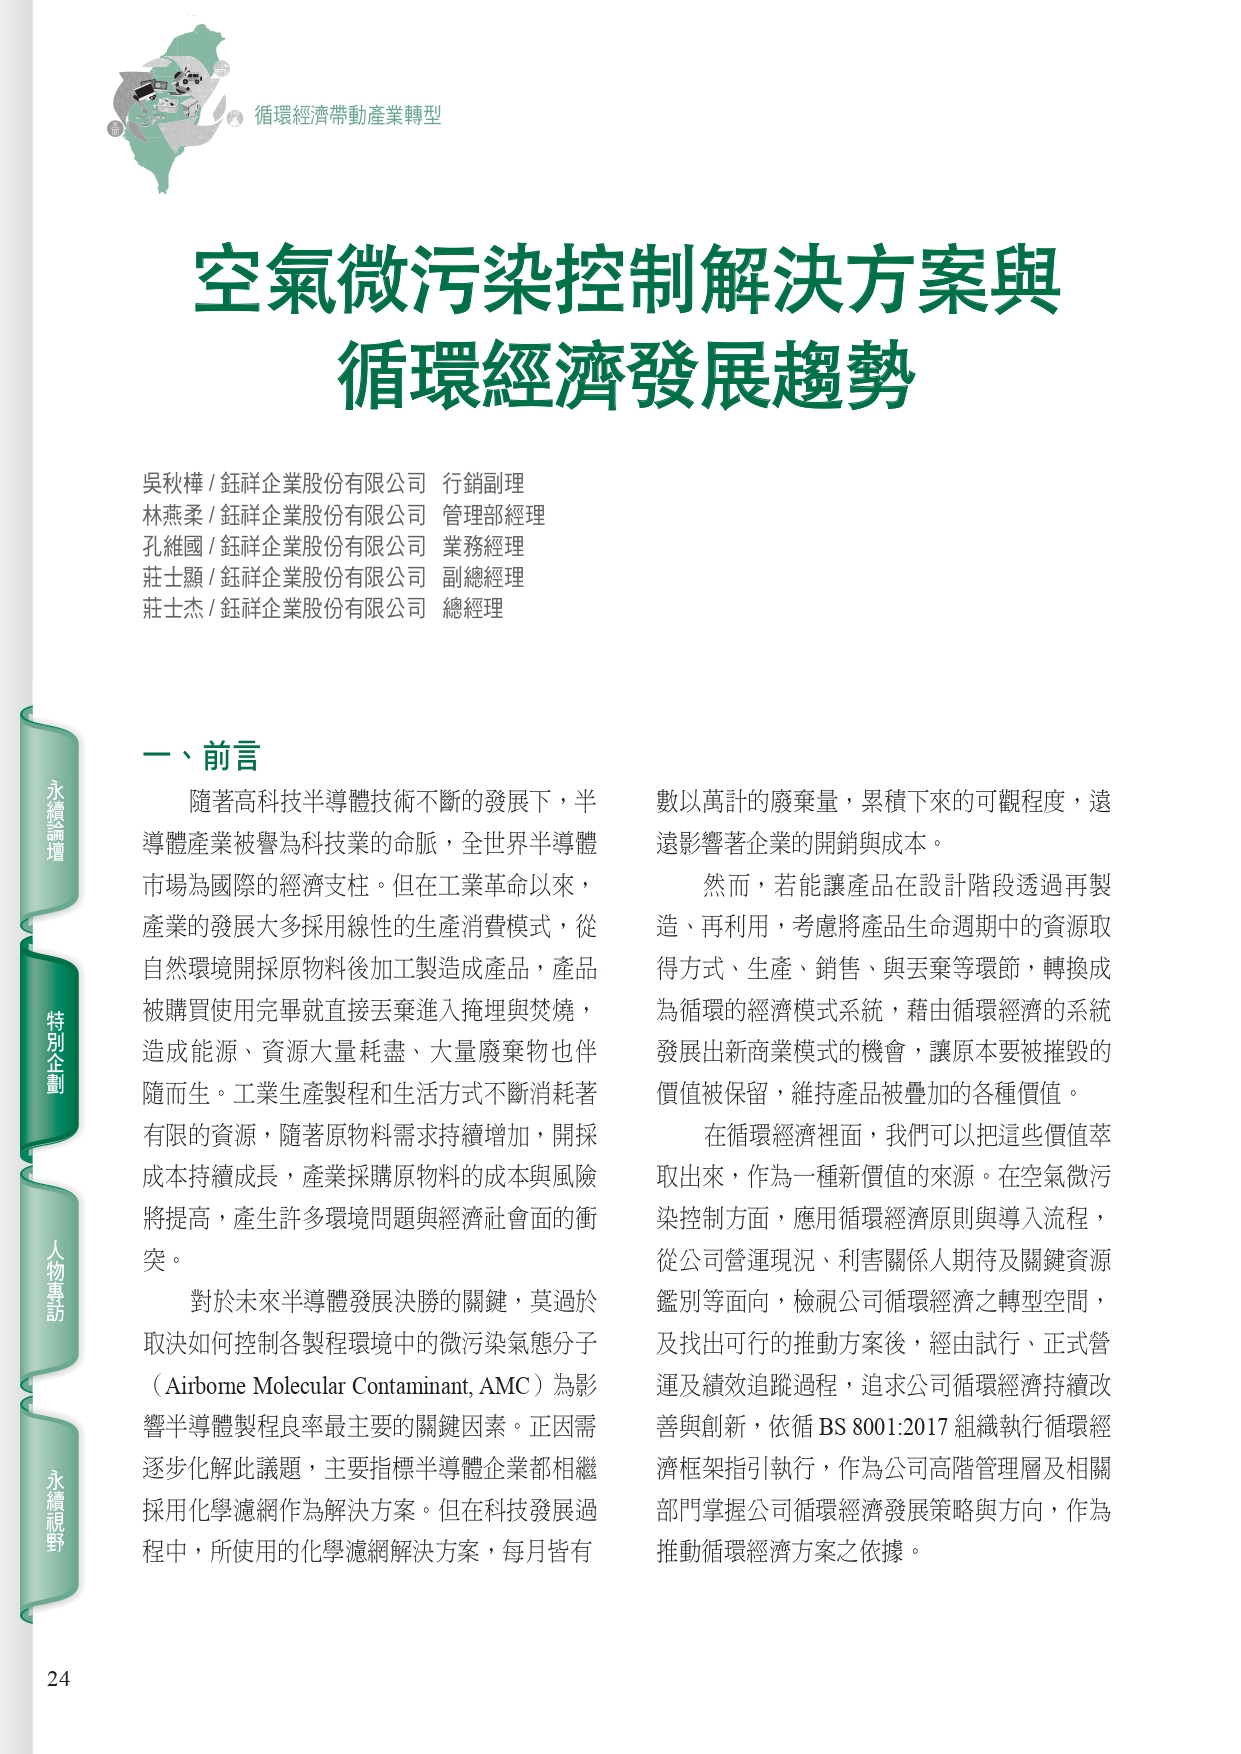 循環經濟帶動產業轉型
空氣微污染控制解決方案與
循環經濟發展趨勢
吳秋樺 / 鈺祥企業股份有限公司 行銷副理
林燕柔 / 鈺祥企業股份有限公司 管理部經理
孔維國 / 鈺祥企業股份有限公司 業務經理
莊士顯 / 鈺祥企業股份有限公司 副總經理
莊士杰 / 鈺祥企業股份有限公司 總經理
一、前言
隨著高科技半導體技術不斷的發展下，半
導體產業被譽為科技業的命脈，全世界半導體
市場為國際的經濟支柱。但在工業革命以來，
產業的發展大多採用線性的生產消費模式，從
自然環境開採原物料後加工製造成產品，產品
被購買使用完畢就直接丟棄進入掩埋與焚燒，
造成能源、資源大量耗盡、大量廢棄物也伴
隨而生。工業生產製程和生活方式不斷消耗著
有限的資源，隨著原物料需求持續增加，開採
成本持續成長，產業採購原物料的成本與風險
將提高，產生許多環境問題與經濟社會面的衝
突。
對於未來半導體發展決勝的關鍵，莫過於
取決如何控制各製程環境中的微污染氣態分子
（Airborne Molecular Contaminant, AMC）為影
響半導體製程良率最主要的關鍵因素。正因需
逐步化解此議題，主要指標半導體企業都相繼
採用化學濾網作為解決方案。但在科技發展過
程中，所使用的化學濾網解決方案，每月皆有
數以萬計的廢棄量，累積下來的可觀程度，遠
遠影響著企業的開銷與成本。
然而，若能讓產品在設計階段透過再製
造、再利用，考慮將產品生命週期中的資源取
得方式、生產、銷售、與丟棄等環節，轉換成
為循環的經濟模式系統，藉由循環經濟的系統
發展出新商業模式的機會，讓原本要被摧毀的
價值被保留，維持產品被疊加的各種價值。
在循環經濟裡面，我們可以把這些價值萃
取出來，作為一種新價值的來源。在空氣微污
染控制方面，應用循環經濟原則與導入流程，
從公司營運現況、利害關係人期待及關鍵資源
鑑別等面向，檢視公司循環經濟之轉型空間，
及找出可行的推動方案後，經由試行、正式營
運及績效追蹤過程，追求公司循環經濟持續改
善與創新，依循 BS 8001:2017 組織執行循環經
濟框架指引執行，作為公司高階管理層及相關
部門掌握公司循環經濟發展策略與方向，作為
推動循環經濟方案之依據。
永續論壇
特別企劃
人物專訪
永續視野
24